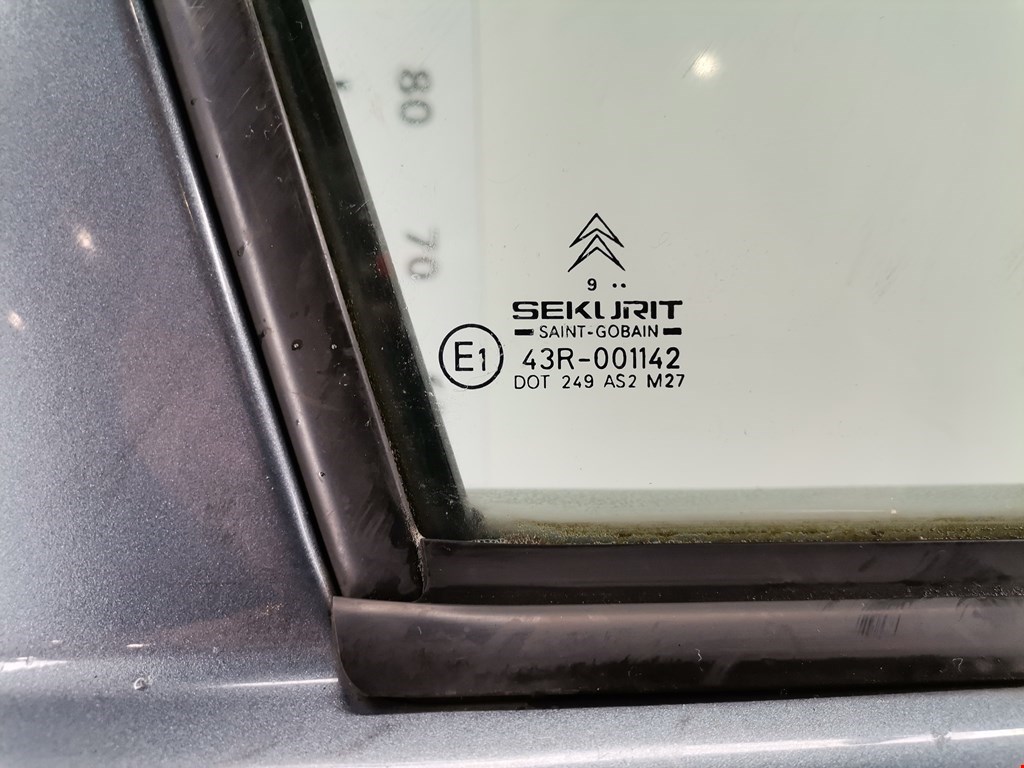 80
70
9 ..
SEKURIT
SAINT-GOBAIN
E1
43R-001142
DOT 249 AS2 M27